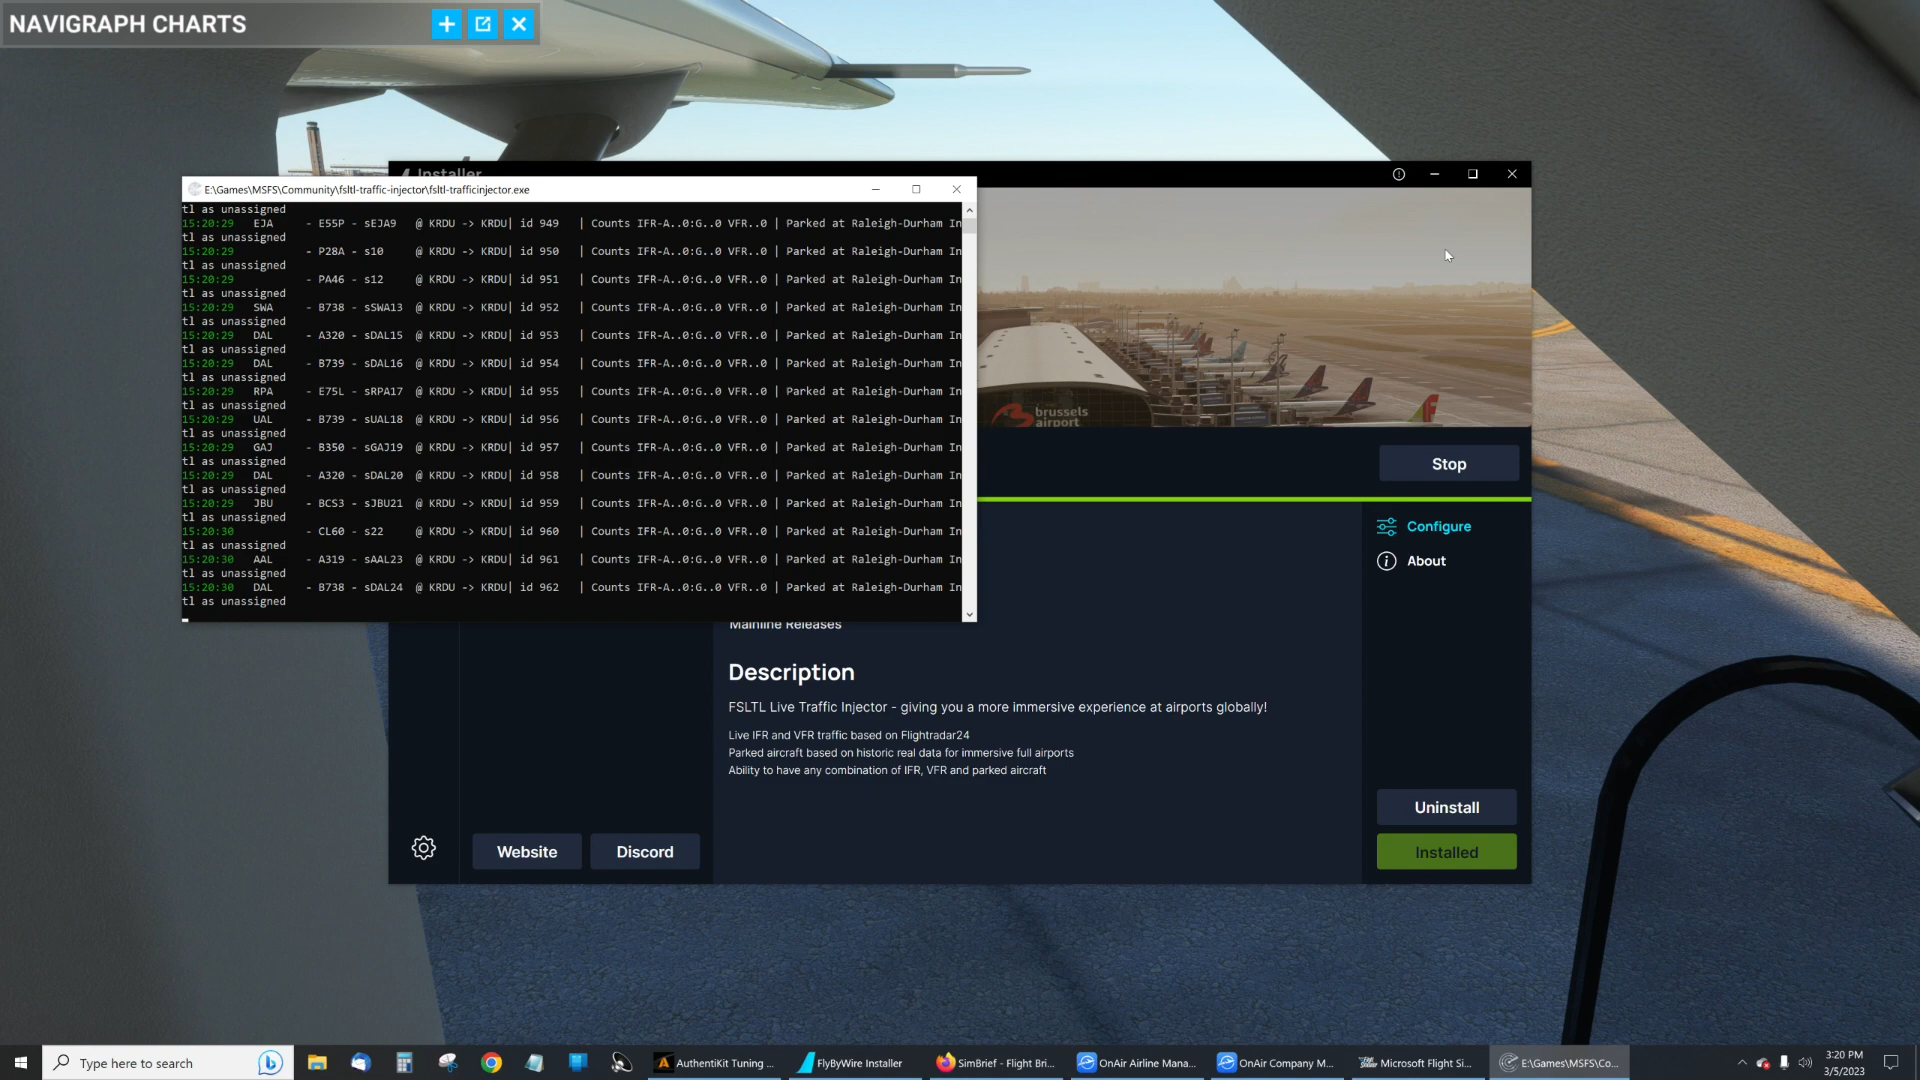 NAVIGRAPH CHARTS
Installer
E:\Games\MSFS\Community\fsltl-traffic-injector\fsltl-trafficinjector.exe
tl as unassigned
15:20:29 EJA - E55P - sEJA9 @ KRDU -> KRDU| id 949 | Counts IFR-A..0:G..0 VFR..0 | Parked at Raleigh-Durham In
tl as unassigned
15:20:29 - P28A - s10 @ KRDU -> KRDU| id 950 | Counts IFR-A..0:G..0 VFR..0 | Parked at Raleigh-Durham In
tl as unassigned
15:20:29 - PA46 - s12 @ KRDU -> KRDU| id 951 | Counts IFR-A..0:G..0 VFR..0 | Parked at Raleigh-Durham In
tl as unassigned
15:20:29 SWA - B738 - sSWA13 @ KRDU -> KRDU| id 952 | Counts IFR-A..0:G..0 VFR..0 | Parked at Raleigh-Durham In
tl as unassigned
15:20:29 DAL - A320 - sDAL15 @ KRDU -> KRDU| id 953 | Counts IFR-A..0:G..0 VFR..0 | Parked at Raleigh-Durham In
tl as unassigned
15:20:29 DAL - B739 - sDAL16 @ KRDU -> KRDU| id 954 | Counts IFR-A..0:G..0 VFR..0 | Parked at Raleigh-Durham In
tl as unassigned
15:20:29 RPA - E75L - sRPA17 @ KRDU -> KRDU| id 955 | Counts IFR-A..0:G..0 VFR..0 | Parked at Raleigh-Durham In
tl as unassigned
15:20:29 UAL - B739 - sUAL18 @ KRDU -> KRDU| id 956 | Counts IFR-A..0:G..0 VFR..0 | Parked at Raleigh-Durham In
tl as unassigned
15:20:29 GAJ - B350 - sGAJ19 @ KRDU -> KRDU| id 957 | Counts IFR-A..0:G..0 VFR..0 | Parked at Raleigh-Durham In
tl as unassigned
15:20:29 DAL - A320 - sDAL20 @ KRDU -> KRDU| id 958 | Counts IFR-A..0:G..0 VFR..0 | Parked at Raleigh-Durham In
tl as unassigned
15:20:29 JBU - BCS3 - sJBU21 @ KRDU -> KRDU| id 959 | Counts IFR-A..0:G..0 VFR..0 | Parked at Raleigh-Durham In
tl as unassigned
15:20:30 - CL60 - s22 @ KRDU -> KRDU| id 960 | Counts IFR-A..0:G..0 VFR..0 | Parked at Raleigh-Durham In
tl as unassigned
15:20:30 AAL - A319 - sAAL23 @ KRDU -> KRDU| id 961 | Counts IFR-A..0:G..0 VFR..0 | Parked at Raleigh-Durham In
tl as unassigned
15:20:30 DAL - B738 - sDAL24 @ KRDU -> KRDU| id 962 | Counts IFR-A..0:G..0 VFR..0 | Parked at Raleigh-Durham In
tl as unassigned
brussels
airport
Stop
Configure
About
Mainline Releases
Description
FSLTL Live Traffic Injector - giving you a more immersive experience at airports globally!
Live IFR and VFR traffic based on Flightradar24
Parked aircraft based on historic real data for immersive full airports
Ability to have any combination of IFR, VFR and parked aircraft
Uninstall
Installed
Website
Discord
Type here to search
AuthentiKit Tuning ...
FlyByWire Installer
SimBrief - Flight Bri...
OnAir Airline Mana...
OnAir Company M...
Microsoft Flight Si...
E:\Games\MSFS\Co...
3:20 PM
3/5/2023